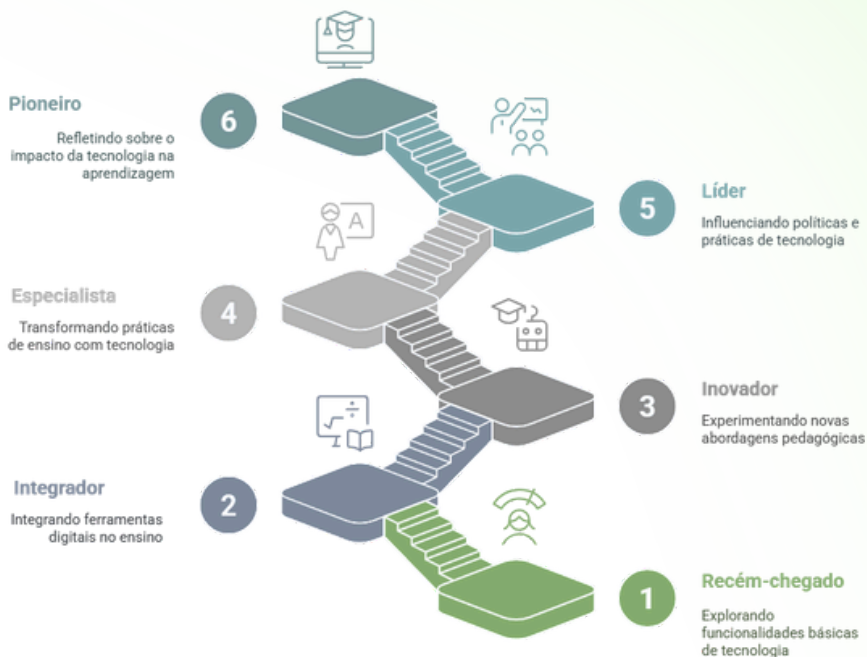 Pioneiro
6
Refletindo sobre o
impacto da tecnologia na
aprendizagem
5
Líder
Influenciando políticas e
práticas de tecnologia
A
Especialista
4
Transformando práticas
de ensino com tecnologia
3
Inovador
Experimentando novas
abordagens pedagógicas
Integrador
2
Integrando ferramentas
digitais no ensino
1
Recém-chegado
Explorando
funcionalidades básicas
de tecnologia